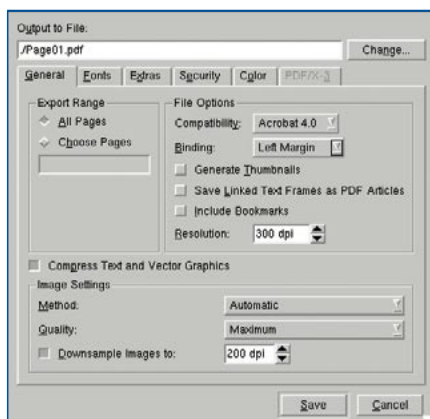 Output to File:
./Page01.pdf Change...
General Fonts Extras Security Color PDF/X-3
Export Range File Options
All Pages Compatibility: Acrobat 4.0
Choose Pages Binding: Left Margin
Generate Thumbnails
Save Linked Text Frames as PDF Articles
Include Bookmarks
Resolution: 300 dpi
Compress Text and Vector Graphics
Image Settings
Method: Automatic
Quality: Maximum
Downsample Images to: 200 dpi
Save Cancel